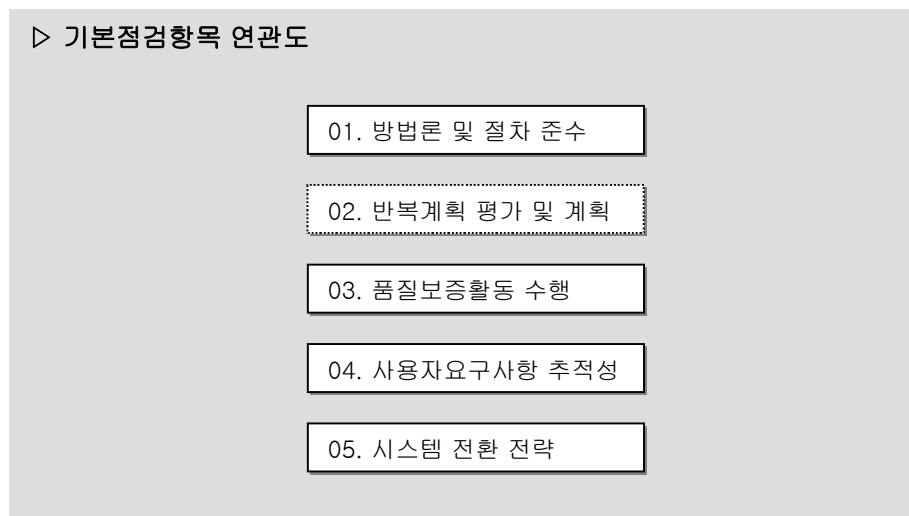 ▷ 기본점검항목 연관도
01. 방법론 및 절차 준수
02. 반복계획 평가 및 계획
03. 품질보증활동 수행
04. 사용자요구사항 추적성
05. 시스템 전환 전략